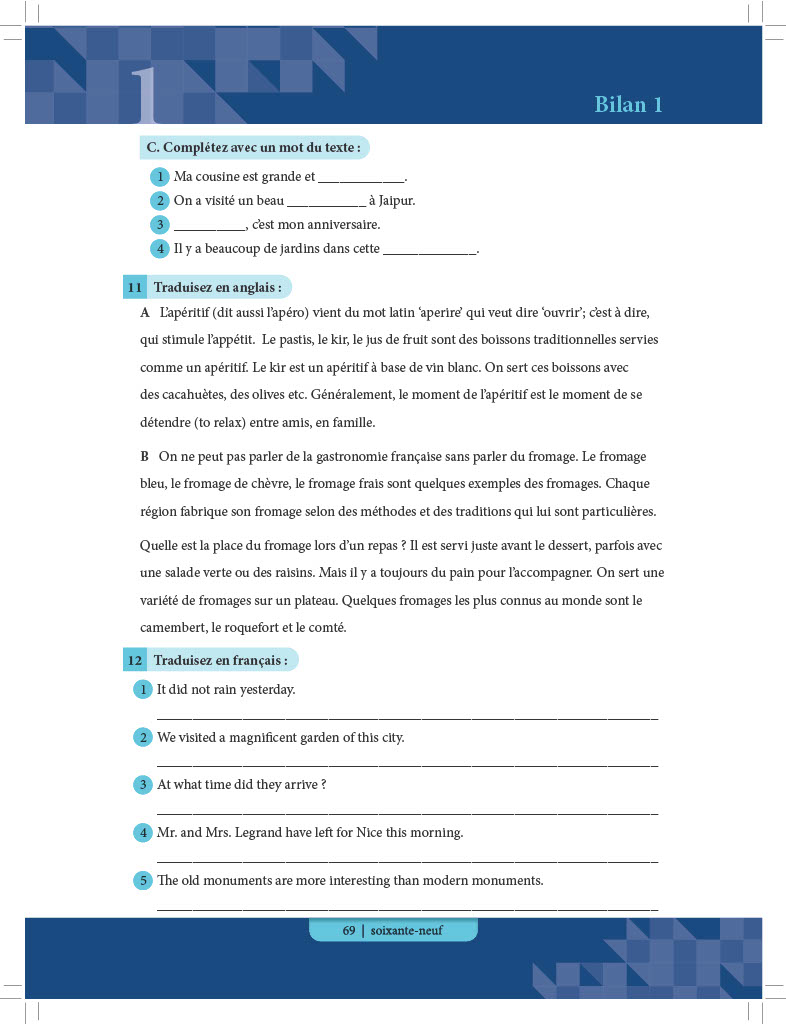 1
Bilan 1
C. Complétez avec un mot du texte :
1 Ma cousine est grande et ____________.
2 On a visité un beau ___________ à Jaipur.
3 __________, c'est mon anniversaire.
4 Il y a beaucoup de jardins dans cette _____________.
11 Traduisez en anglais :
A L'apéritif (dit aussi l'apéro) vient du mot latin 'aperire' qui veut dire 'ouvrir'; c'est à dire,
qui stimule l'appétit. Le pastis, le kir, le jus de fruit sont des boissons traditionnelles servies
comme un apéritif. Le kir est un apéritif à base de vin blanc. On sert ces boissons avec
des cacahuètes, des olives etc. Généralement, le moment de l'apéritif est le moment de se
détendre (to relax) entre amis, en famille.
B On ne peut pas parler de la gastronomie française sans parler du fromage. Le fromage
bleu, le fromage de chèvre, le fromage frais sont quelques exemples des fromages. Chaque
région fabrique son fromage selon des méthodes et des traditions qui lui sont particulières.
Quelle est la place du fromage lors d'un repas ? Il est servi juste avant le dessert, parfois avec
une salade verte ou des raisins. Mais il y a toujours du pain pour l'accompagner. On sert une
variété de fromages sur un plateau. Quelques fromages les plus connus au monde sont le
camembert, le roquefort et le comté.
12 Traduisez en français :
1 It did not rain yesterday.
2 We visited a magnificent garden of this city.
3 At what time did they arrive ?
4 Mr. and Mrs. Legrand have left for Nice this morning.
5 The old monuments are more interesting than modern monuments.
69 | soixante-neuf